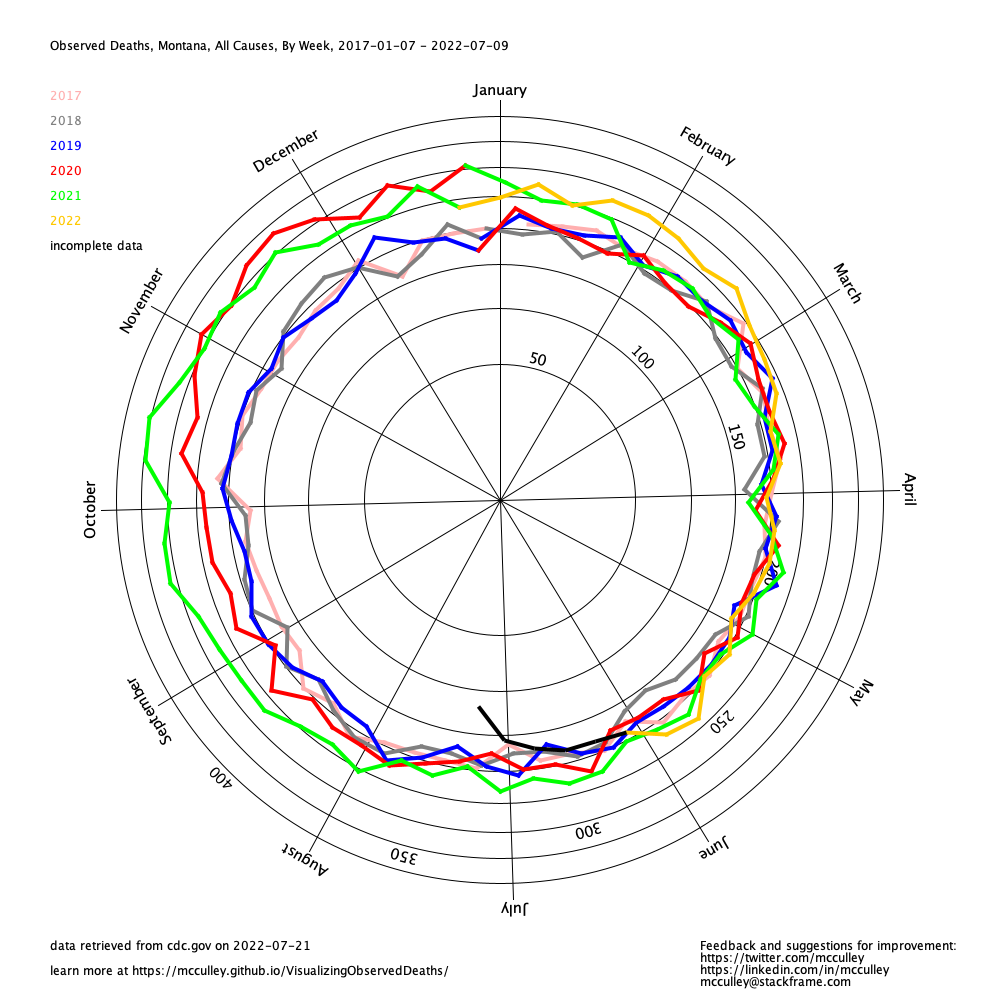 Observed Deaths, Montana, All Causes, By Week, 2017-01-07 - 2022-07-09
January
2017
2018
2019
2020
2021
2022
incomplete data
December
February
November
March
50
100
150
October
April
200
September
May
250
400
300
350
August
June
July
data retrieved from cdc.gov on 2022-07-21
learn more at https://mcculley.github.io/VisualizingObservedDeaths/
Feedback and suggestions for improvement:
https://twitter.com/mcculley
https://linkedin.com/in/mcculley
mcculley@stackframe.com